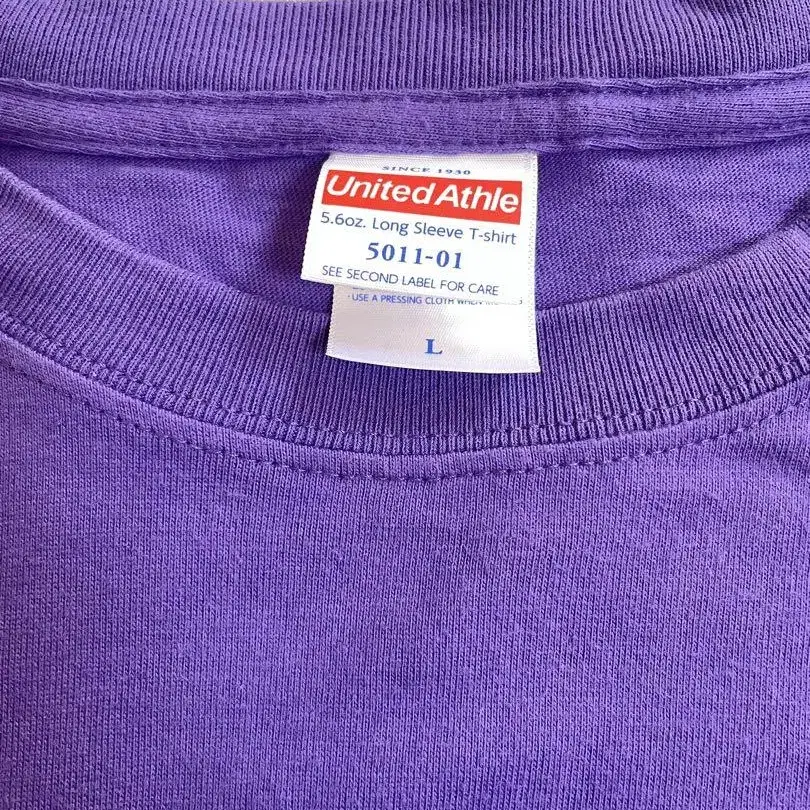 SINCE 1930
United Athle
5.6oz. Long Sleeve T-shirt
5011-01
SEE SECOND LABEL FOR CARE
·USE A PRESSING CLOTH WHEN
L